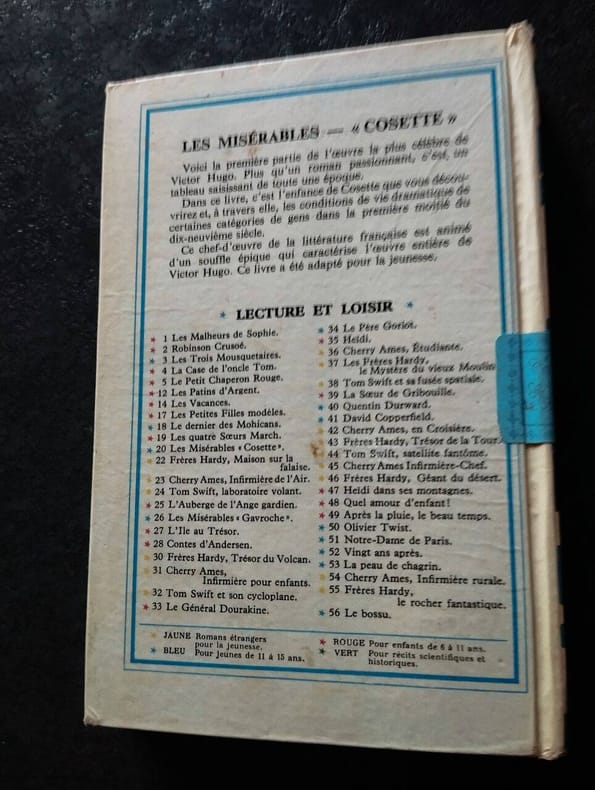 LES MISÉRABLES — « COSETTE »
Voici la première partie de l'œuvre la plus célèbre de
Victor Hugo. Plus qu'un roman passionnant, c'est, un
tableau saisissant de toute une époque.
Dans ce livre, c'est l'enfance de Cosette que vous décou-
vrirez et, à travers elle, les conditions de vie dramatique de
certaines catégories de gens dans la première moitié du
dix-neuvième siècle.
Ce chef-d'œuvre de la littérature française est animé
d'un souffle épique qui caractérise l'œuvre entière de
Victor Hugo. Ce livre a été adapté pour la jeunesse.
* LECTURE ET LOISIR *
* 1 Les Malheurs de Sophie.
* 2 Robinson Crusoé.
* 3 Les Trois Mousquetaires.
* 4 La Case de l'oncle Tom.
* 5 Le Petit Chaperon Rouge.
* 12 Les Patins d'Argent.
* 14 Les Vacances.
* 17 Les Petites Filles modèles.
* 18 Le dernier des Mohicans.
* 19 Les quatre Sœurs March.
* 20 Les Misérables "Cosette".
* 22 Frères Hardy, Maison sur la
falaise.
* 23 Cherry Ames, Infirmière de l'Air.
* 24 Tom Swift, laboratoire volant.
* 25 L'Auberge de l'Ange gardien.
* 26 Les Misérables "Gavroche".
* 27 L'Ile au Trésor.
* 28 Contes d'Andersen.
* 30 Frères Hardy, Trésor du Volcan.
* 31 Cherry Ames,
Infirmière pour enfants.
* 32 Tom Swift et son cycloplane.
* 33 Le Général Dourakine.
* 34 Le Père Goriot.
* 35 Heidi.
* 36 Cherry Ames, Étudiante.
* 37 Les Frères Hardy,
le Mystère du vieux Moulin
* 38 Tom Swift et sa fusée spatiale.
* 39 La Sœur de Gribouille.
* 40 Quentin Durward.
* 41 David Copperfield.
* 42 Cherry Ames, en Croisière.
* 43 Frères Hardy, Trésor de la Tour.
* 44 Tom Swift, satellite fantôme.
* 45 Cherry Ames Infirmière-Chef.
* 46 Frères Hardy, Géant du désert.
* 47 Heidi dans ses montagnes.
* 48 Quel amour d'enfant!
* 49 Après la pluie, le beau temps.
* 50 Olivier Twist.
* 51 Notre-Dame de Paris.
* 52 Vingt ans après.
* 53 La peau de chagrin.
* 54 Cherry Ames, Infirmière rurale.
* 55 Frères Hardy,
le rocher fantastique.
* 56 Le bossu.
* JAUNE Romans étrangers
pour la jeunesse.
* BLEU Pour jeunes de 11 à 15 ans.
* ROUGE Pour enfants de 6 à 11 ans.
* VERT Pour récits scientifiques et
historiques.